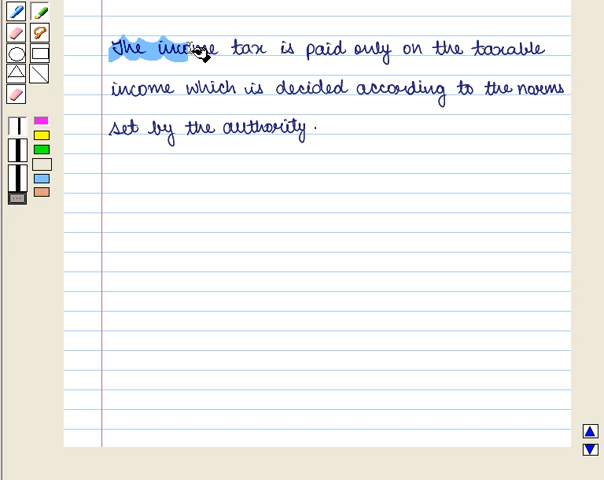 The income tax is paid only on the taxable
income which is decided according to the norms
set by the authority.